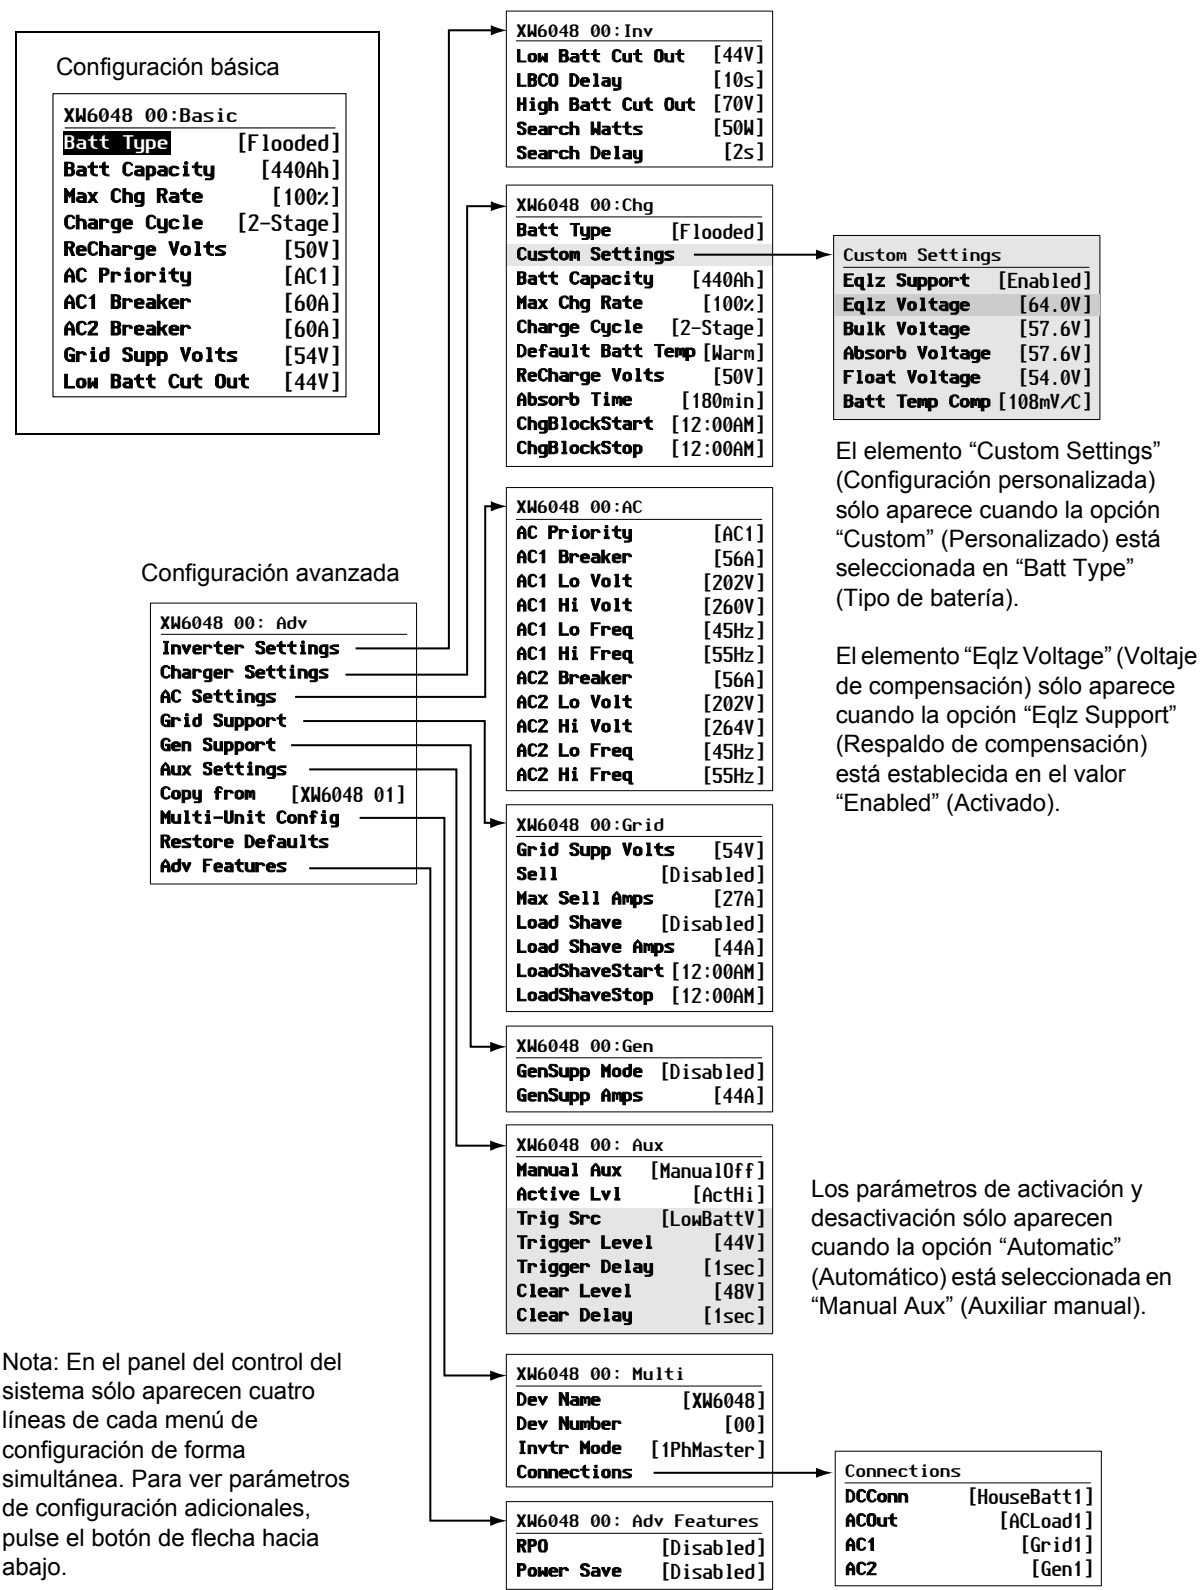 Configuración básica
XW6048 00:Basic
Batt Type [Flooded]
Batt Capacity [440Ah]
Max Chg Rate [100%]
Charge Cycle [2-Stage]
ReCharge Volts [50V]
AC Priority [AC1]
AC1 Breaker [60A]
AC2 Breaker [60A]
Grid Supp Volts [54V]
Low Batt Cut Out [44V]
Configuración avanzada
XW6048 00: Adv
Inverter Settings
Charger Settings
AC Settings
Grid Support
Gen Support
Aux Settings
Copy from [XW6048 01]
Multi-Unit Config
Restore Defaults
Adv Features
XW6048 00:Inv
Low Batt Cut Out [44V]
LBCO Delay [10s]
High Batt Cut Out [70V]
Search Watts [50W]
Search Delay [2s]
XW6048 00:Chg
Batt Type [Flooded]
Custom Settings
Batt Capacity [440Ah]
Max Chg Rate [100%]
Charge Cycle [2-Stage]
Default Batt Temp [Warm]
ReCharge Volts [50V]
Absorb Time [180min]
ChgBlockStart [12:00AM]
ChgBlockStop [12:00AM]
Custom Settings
Eqlz Support [Enabled]
Eqlz Voltage [64.0V]
Bulk Voltage [57.6V]
Absorb Voltage [57.6V]
Float Voltage [54.0V]
Batt Temp Comp [108mV/C]
El elemento “Custom Settings”
(Configuración personalizada)
sólo aparece cuando la opción
“Custom” (Personalizado) está
seleccionada en “Batt Type”
(Tipo de batería).
El elemento “Eqlz Voltage” (Voltaje
de compensación) sólo aparece
cuando la opción “Eqlz Support”
(Respaldo de compensación)
está establecida en el valor
“Enabled” (Activado).
XW6048 00:AC
AC Priority [AC1]
AC1 Breaker [56A]
AC1 Lo Volt [202V]
AC1 Hi Volt [260V]
AC1 Lo Freq [45Hz]
AC1 Hi Freq [55Hz]
AC2 Breaker [56A]
AC2 Lo Volt [202V]
AC2 Hi Volt [264V]
AC2 Lo Freq [45Hz]
AC2 Hi Freq [55Hz]
XW6048 00:Grid
Grid Supp Volts [54V]
Sell [Disabled]
Max Sell Amps [27A]
Load Shave [Disabled]
Load Shave Amps [44A]
LoadShaveStart [12:00AM]
LoadShaveStop [12:00AM]
XW6048 00:Gen
GenSupp Mode [Disabled]
GenSupp Amps [44A]
XW6048 00: Aux
Manual Aux [ManualOff]
Active Lvl [ActHi]
Trig Src [LowBattV]
Trigger Level [44V]
Trigger Delay [1sec]
Clear Level [48V]
Clear Delay [1sec]
Los parámetros de activación y
desactivación sólo aparecen
cuando la opción “Automatic”
(Automático) está seleccionada en
“Manual Aux” (Auxiliar manual).
XW6048 00: Multi
Dev Name [XW6048]
Dev Number [00]
Invtr Mode [1PhMaster]
Connections
Connections
DCConn [HouseBatt1]
ACOut [ACLoad1]
AC1 [Grid1]
AC2 [Gen1]
XW6048 00: Adv Features
RPO [Disabled]
Power Save [Disabled]
Nota: En el panel del control del
sistema sólo aparecen cuatro
líneas de cada menú de
configuración de forma
simultánea. Para ver parámetros
de configuración adicionales,
pulse el botón de flecha hacia
abajo.